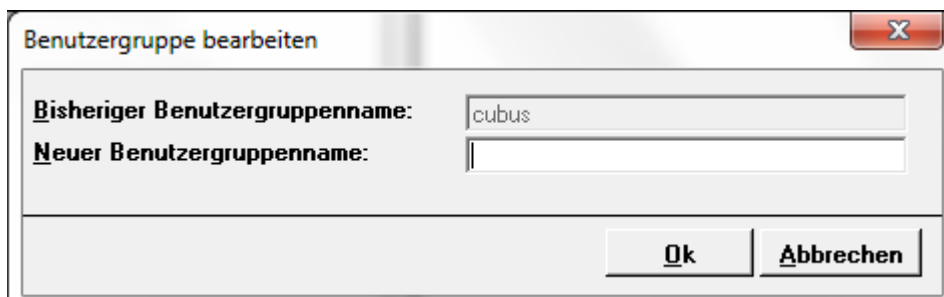 Benutzergruppe bearbeiten
Bisheriger Benutzergruppenname: cubus
Neuer Benutzergruppenname:
Ok Abbrechen